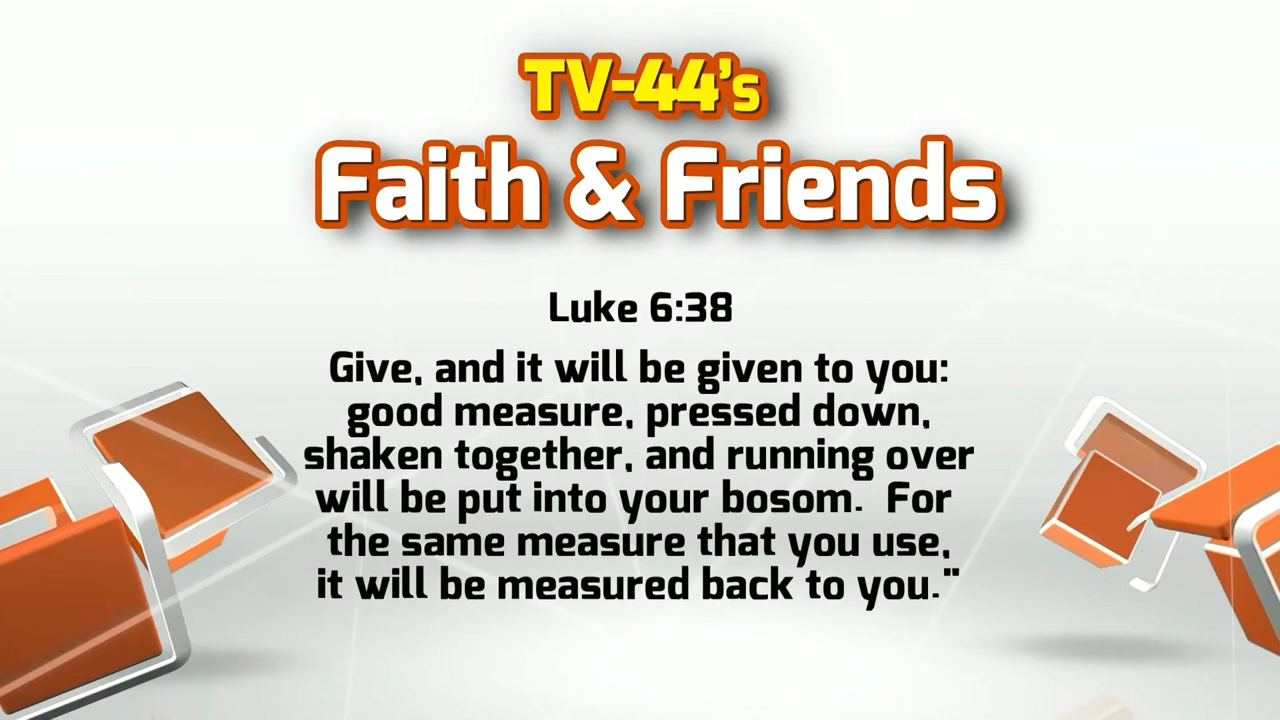 TV-44's
Faith & Friends
Luke 6:38
Give, and it will be given to you:
good measure, pressed down,
shaken together, and running over
will be put into your bosom.  For
the same measure that you use,
it will be measured back to you."